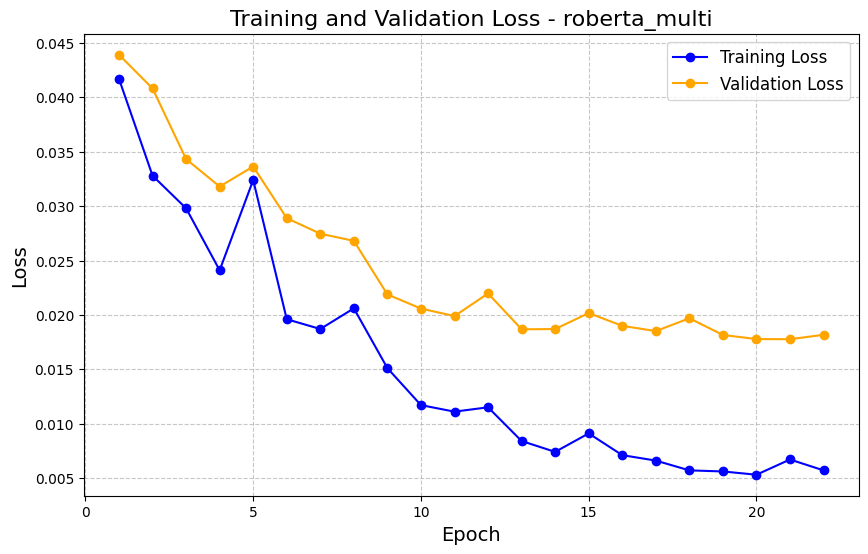 Training and Validation Loss - roberta_multi
Training Loss
Validation Loss
0.045
0.040
0.035
0.030
0.025
0.020
0.015
0.010
0.005
Loss
0 5 10 15 20
Epoch